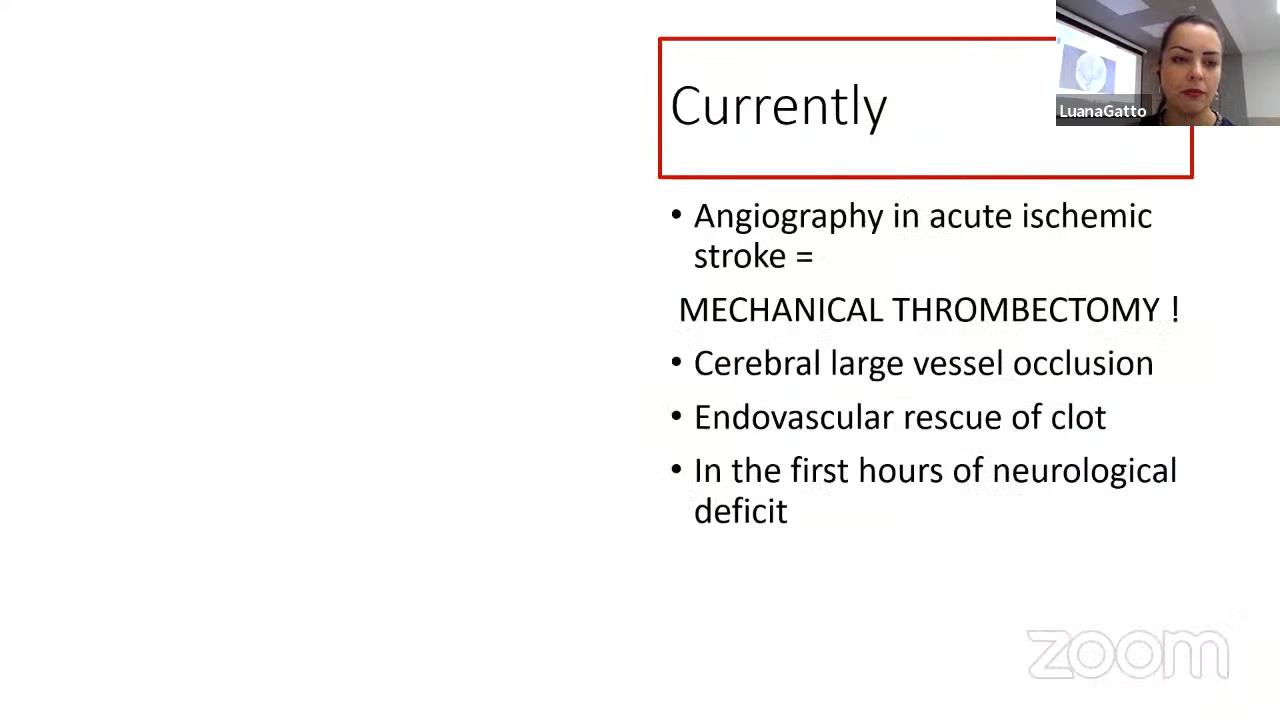 Currently
LuanaGatto
• Angiography in acute ischemic
stroke =
MECHANICAL THROMBECTOMY !
• Cerebral large vessel occlusion
• Endovascular rescue of clot
• In the first hours of neurological
deficit
zoom